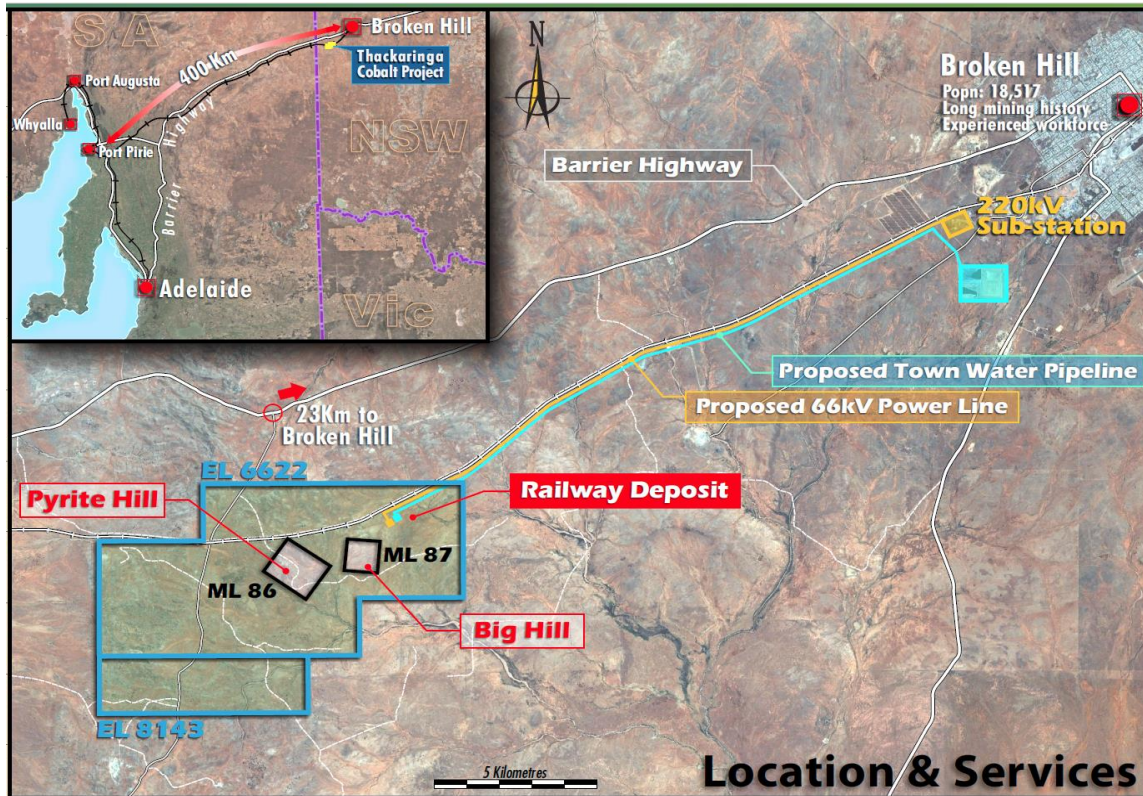 SA
Broken Hill
Thackaringa
Cobalt Project
400 Km
Port Augusta
Whyalla
Port Pirie
Barrier Highway
NSW
Adelaide
Vic
N
Broken Hill
Popn: 18,517
Long mining history
Experienced workforce
Barrier Highway
220kV
Sub-station
Proposed Town Water Pipeline
Proposed 66kV Power Line
23Km to
Broken Hill
EL 6622
Pyrite Hill
Railway Deposit
ML 87
ML 86
Big Hill
EL 8143
5 Kilometres
Location & Services